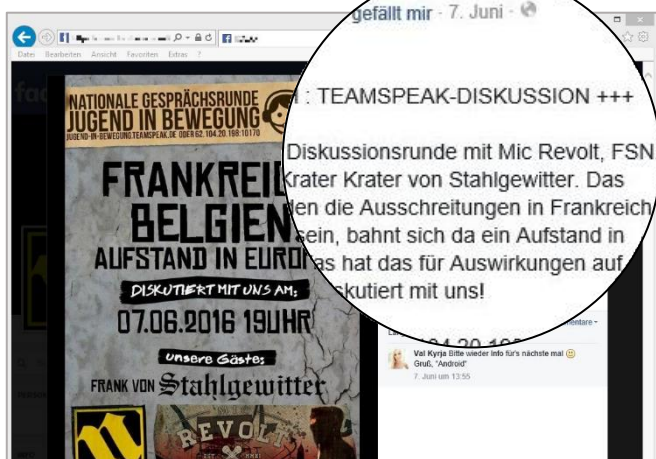 Datei Bearbeiten Ansicht Favoriten Extras ?
NATIONALE GESPRÄCHSRUNDE
JUGEND IN BEWEGUNG
JUGEND-IN-BEWEGUNG.TEAMSPEAK.DE ODER 62.104.20.198:10170
FRANKREI
BELGIEN
AUFSTAND IN EURO
DISKUTIERT MIT UNS AM:
07.06.2016 19UHR
unsere Gäste:
FRANK VON Stahlgewitter
REVOLT
EST. MMXI
gefällt mir · 7. Juni ·
: TEAMSPEAK-DISKUSSION +++
Diskussionsrunde mit Mic Revolt, FSN
Krater Krater von Stahlgewitter. Das
den die Ausschreitungen in Frankreich
sein, bahnt sich da ein Aufstand in
as hat das für Auswirkungen auf
skutiert mit uns!
mentare
Val Kyrja Bitte wieder Info für's nächste mal
Gruß, "Android"
7. Juni um 13:55